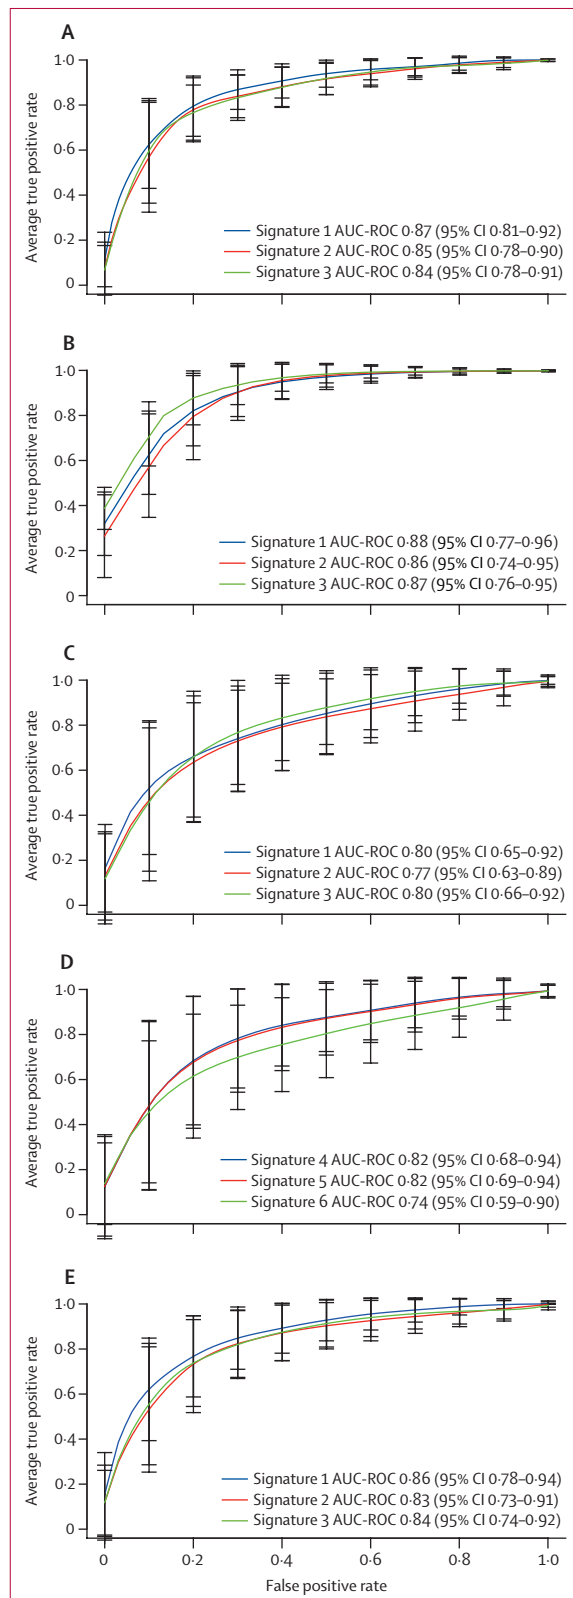 A
1·0
0·8
0·6
0·4
0·2
0
Average true positive rate
Signature 1 AUC-ROC 0·87 (95% CI 0·81–0·92)
Signature 2 AUC-ROC 0·85 (95% CI 0·78–0·90)
Signature 3 AUC-ROC 0·84 (95% CI 0·78–0·91)
B
1·0
0·8
0·6
0·4
0·2
0
Average true positive rate
Signature 1 AUC-ROC 0·88 (95% CI 0·77–0·96)
Signature 2 AUC-ROC 0·86 (95% CI 0·74–0·95)
Signature 3 AUC-ROC 0·87 (95% CI 0·76–0·95)
C
1·0
0·8
0·6
0·4
0·2
0
Average true positive rate
Signature 1 AUC-ROC 0·80 (95% CI 0·65–0·92)
Signature 2 AUC-ROC 0·77 (95% CI 0·63–0·89)
Signature 3 AUC-ROC 0·80 (95% CI 0·66–0·92)
D
1·0
0·8
0·6
0·4
0·2
0
Average true positive rate
Signature 4 AUC-ROC 0·82 (95% CI 0·68–0·94)
Signature 5 AUC-ROC 0·82 (95% CI 0·69–0·94)
Signature 6 AUC-ROC 0·74 (95% CI 0·59–0·90)
E
1·0
0·8
0·6
0·4
0·2
0
Average true positive rate
Signature 1 AUC-ROC 0·86 (95% CI 0·78–0·94)
Signature 2 AUC-ROC 0·83 (95% CI 0·73–0·91)
Signature 3 AUC-ROC 0·84 (95% CI 0·74–0·92)
0 0·2 0·4 0·6 0·8 1·0
False positive rate